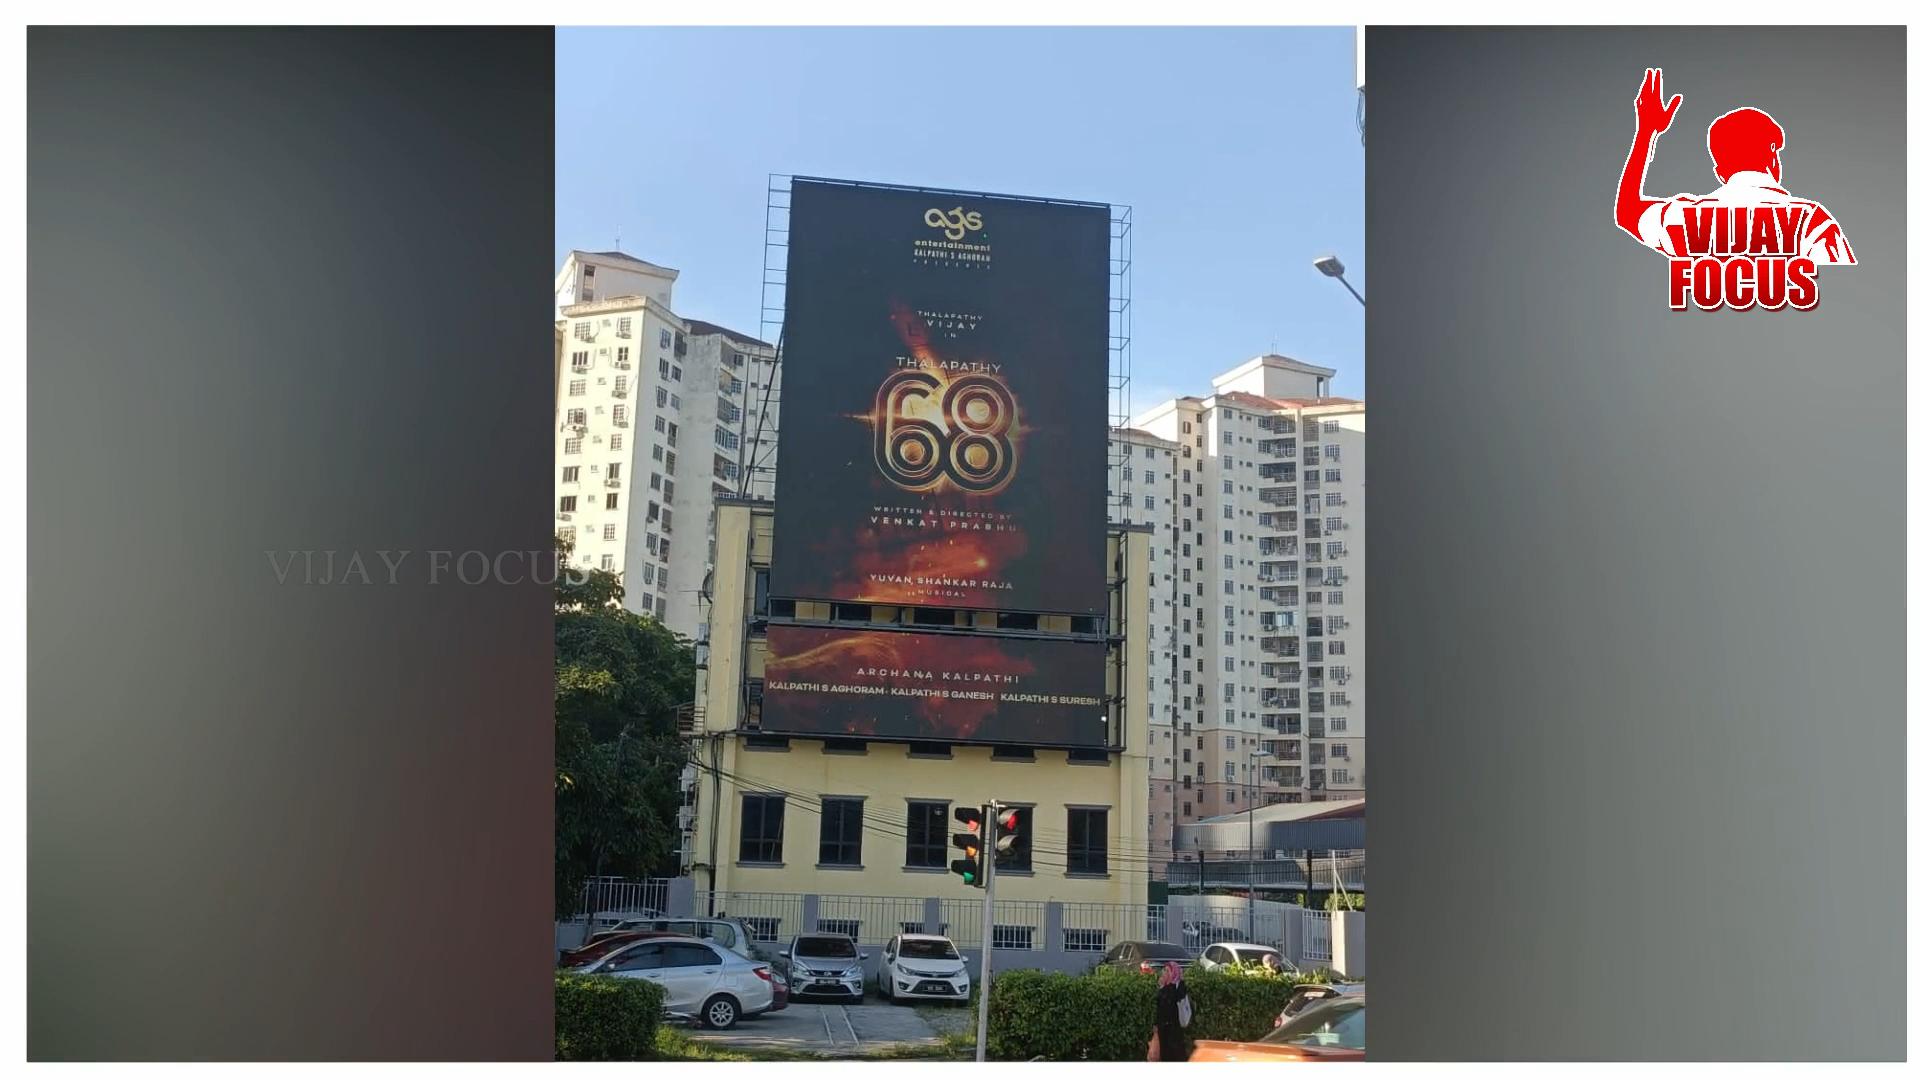 ags
entertainment
KALPATHI S AGHORAM
PRESENTS
THALAPATHY
VIJAY
IN
THALAPATHY
68
WRITTEN & DIRECTED BY
VENKAT PRABHU
YUVAN SHANKAR RAJA
MUSICAL
ARCHANA KALPATHI
KALPATHI S AGHORAM · KALPATHI S GANESH KALPATHI S SURESH
VIJAY
FOCUS
VIJAY FOCUS